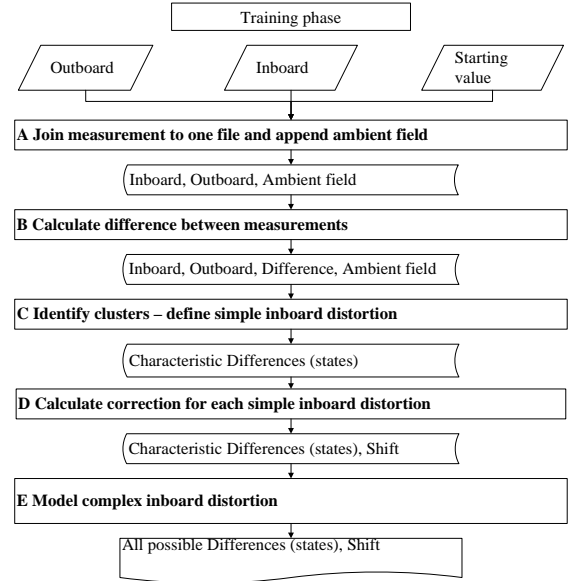 Training phase
Outboard
Inboard
Starting
value
A Join measurement to one file and append ambient field
Inboard, Outboard, Ambient field
B Calculate difference between measurements
Inboard, Outboard, Difference, Ambient field
C Identify clusters – define simple inboard distortion
Characteristic Differences (states)
D Calculate correction for each simple inboard distortion
Characteristic Differences (states), Shift
E Model complex inboard distortion
All possible Differences (states), Shift